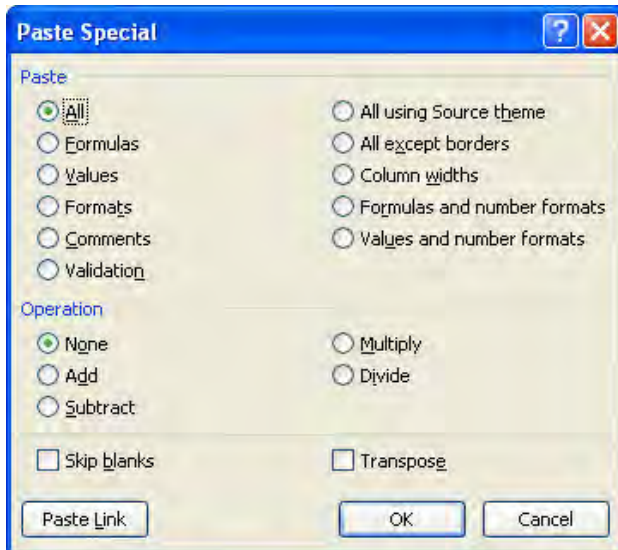 Paste Special
Paste
All
All using Source theme
Formulas
All except borders
Values
Column widths
Formats
Formulas and number formats
Comments
Values and number formats
Validation
Operation
None
Multiply
Add
Divide
Subtract
Skip blanks
Transpose
Paste Link
OK
Cancel